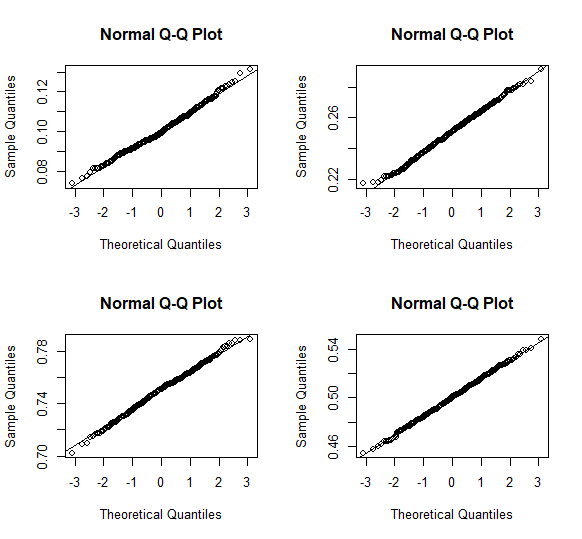 Normal Q-Q Plot
Sample Quantiles
0.08 0.10 0.12
-3 -2 -1 0 1 2 3
Theoretical Quantiles
Normal Q-Q Plot
Sample Quantiles
0.22 0.26
-3 -2 -1 0 1 2 3
Theoretical Quantiles
Normal Q-Q Plot
Sample Quantiles
0.70 0.74 0.78
-3 -2 -1 0 1 2 3
Theoretical Quantiles
Normal Q-Q Plot
Sample Quantiles
0.46 0.50 0.54
-3 -2 -1 0 1 2 3
Theoretical Quantiles